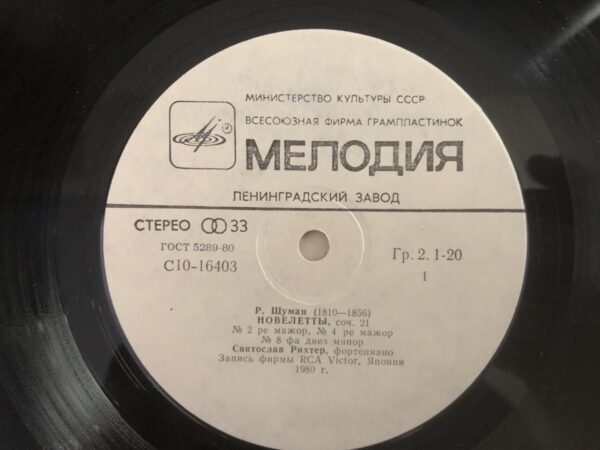 МИНИСТЕРСТВО КУЛЬТУРЫ СССР
ВСЕСОЮЗНАЯ ФИРМА ГРАМПЛАСТИНОК
МЕЛОДИЯ
ЛЕНИНГРАДСКИЙ ЗАВОД
СТЕРЕО 33
ГОСТ 5289-80
С10-16403
Гр. 2. 1-20
I
Р. Шуман (1810—1856)
НОВЕЛЕТТЫ, соч. 21
№ 2 ре мажор, № 4 ре мажор
№ 8 фа диез минор
Святослав Рихтер, фортепиано
Запись фирмы RCA Victor, Япония
1980 г.